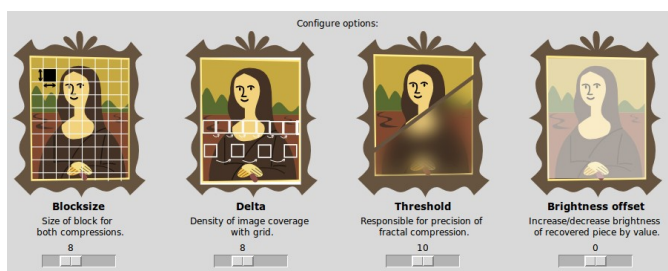 Configure options:
Blocksize
Size of block for
both compressions.
8
Delta
Density of image coverage
with grid.
8
Threshold
Responsible for precision of
fractal compression.
10
Brightness offset
Increase/decrease brightness
of recovered piece by value.
0